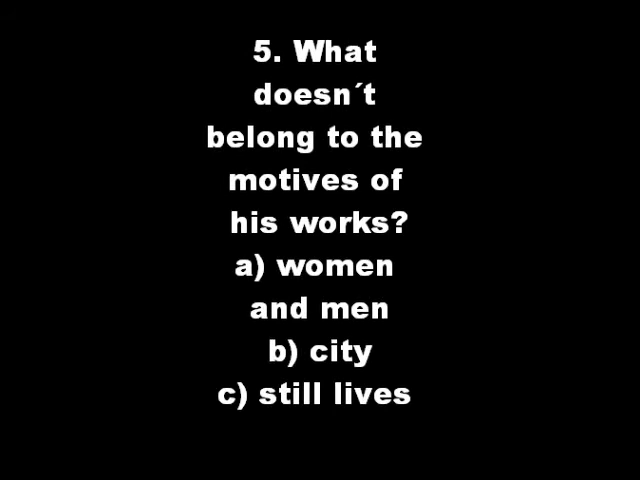 5. What
doesn´t
belong to the
motives of
his works?
a) women
and men
b) city
c) still lives